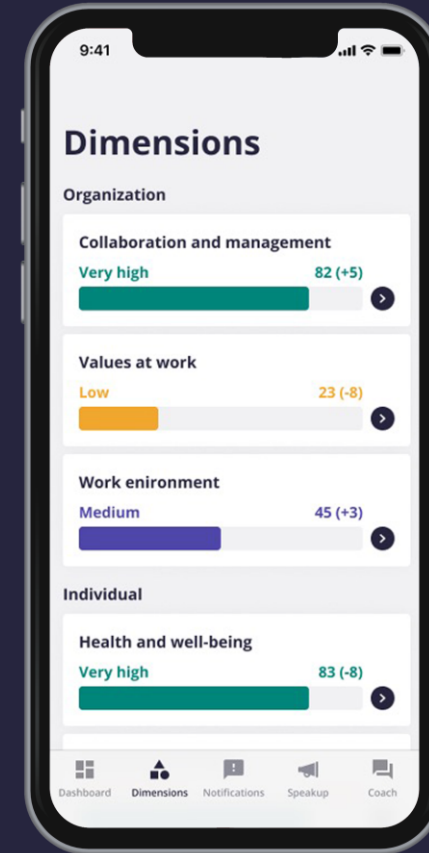 9:41
Dimensions
Organization
Collaboration and management
Very high 82 (+5)
Values at work
Low 23 (-8)
Work enironment
Medium 45 (+3)
Individual
Health and well-being
Very high 83 (-8)
Dashboard Dimensions Notifications Speakup Coach